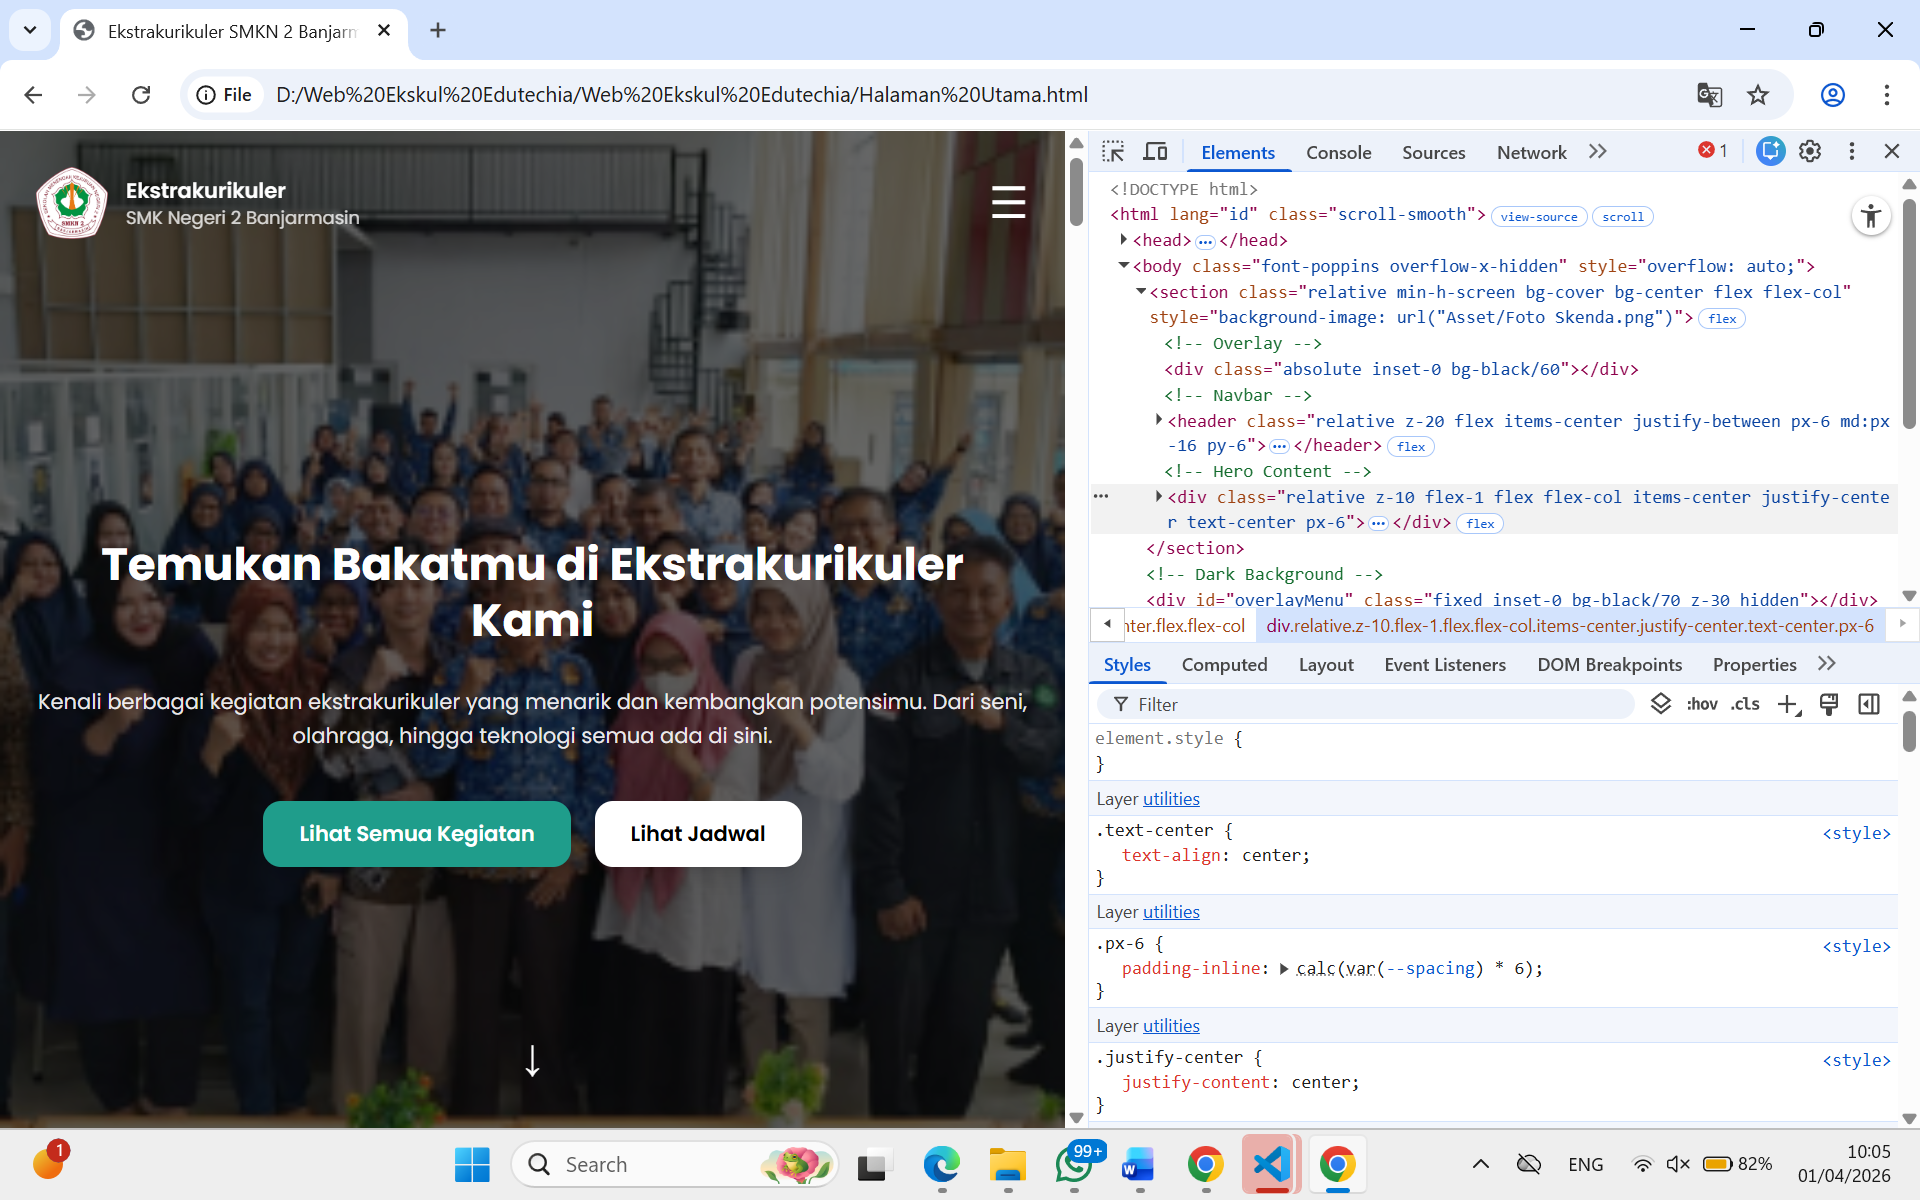 Ekstrakurikuler SMKN 2 Banjarm
File
D:/Web%20Ekskul%20Edutechia/Web%20Ekskul%20Edutechia/Halaman%20Utama.html
Ekstrakurikuler
SMK Negeri 2 Banjarmasin
Temukan Bakatmu di Ekstrakurikuler
Kami
Kenali berbagai kegiatan ekstrakurikuler yang menarik dan kembangkan potensimu. Dari seni,
olahraga, hingga teknologi semua ada di sini.
Lihat Semua Kegiatan
Lihat Jadwal
↓
Elements Console Sources Network 1
<!DOCTYPE html>
<html lang="id" class="scroll-smooth"> view-source scroll
<head> ... </head>
<body class="font-poppins overflow-x-hidden" style="overflow: auto;">
<section class="relative min-h-screen bg-cover bg-center flex flex-col"
style="background-image: url("Asset/Foto Skenda.png")"> flex
<!-- Overlay -->
<div class="absolute inset-0 bg-black/60"></div>
<!-- Navbar -->
<header class="relative z-20 flex items-center justify-between px-6 md:px
-16 py-6"> ... </header> flex
<!-- Hero Content -->
... <div class="relative z-10 flex-1 flex flex-col items-center justify-cente
r text-center px-6"> ... </div> flex
</section>
<!-- Dark Background -->
<div id="overlayMenu" class="fixed inset-0 bg-black/70 z-30 hidden"></div>
nter.flex.flex-col div.relative.z-10.flex-1.flex.flex-col.items-center.justify-center.text-center.px-6
Styles Computed Layout Event Listeners DOM Breakpoints Properties
Filter :hov .cls
element.style {
}
Layer utilities
.text-center { <style>
text-align: center;
}
Layer utilities
.px-6 { <style>
padding-inline: calc(var(--spacing) * 6);
}
Layer utilities
.justify-center { <style>
justify-content: center;
}
1
Search
99+
ENG
82%
10:05
01/04/2026